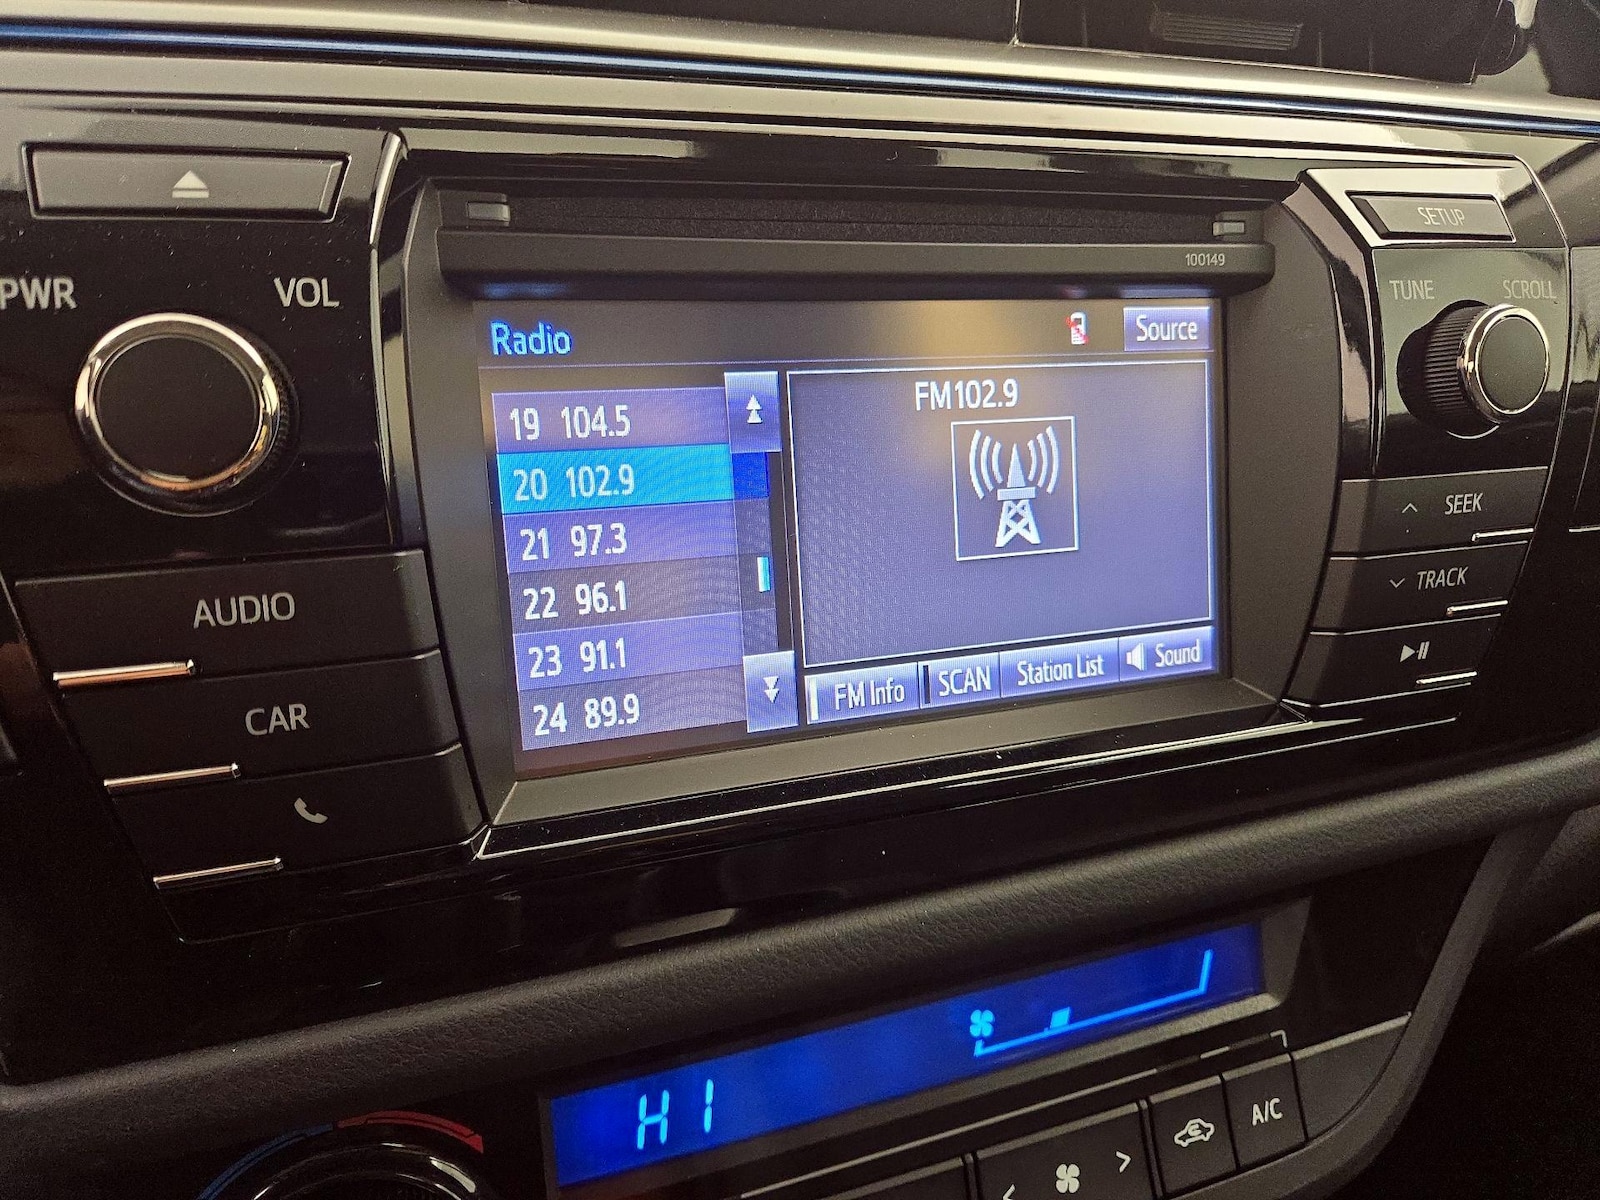 SETUP
PWR VOL
100149
TUNE SCROLL
Radio
Source
19 104.5
20 102.9
21 97.3
22 96.1
23 91.1
24 89.9
FM102.9
FM Info
SCAN
Station List
Sound
SEEK
TRACK
AUDIO
CAR
HI
A/C